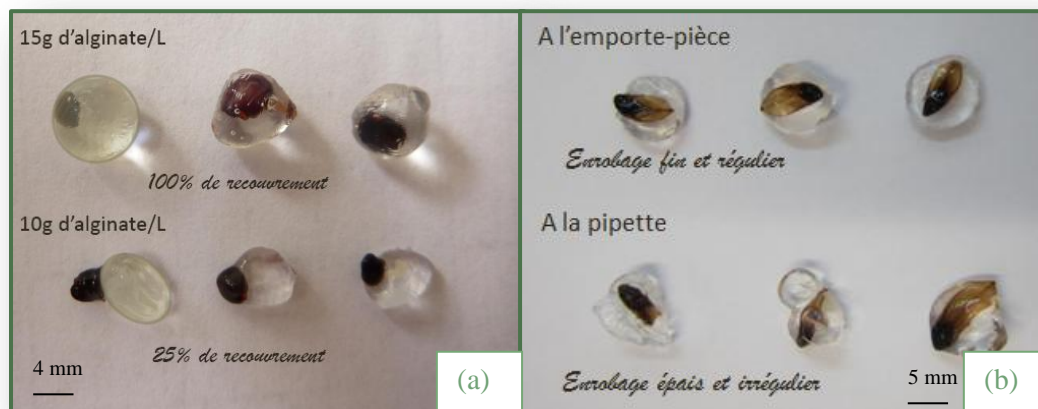 15g d'alginate/L
100% de recouvrement
10g d'alginate/L
25% de recouvrement
4 mm
(a)
A l'emporte-pièce
Enrobage fin et régulier
A la pipette
Enrobage épais et irrégulier
5 mm
(b)